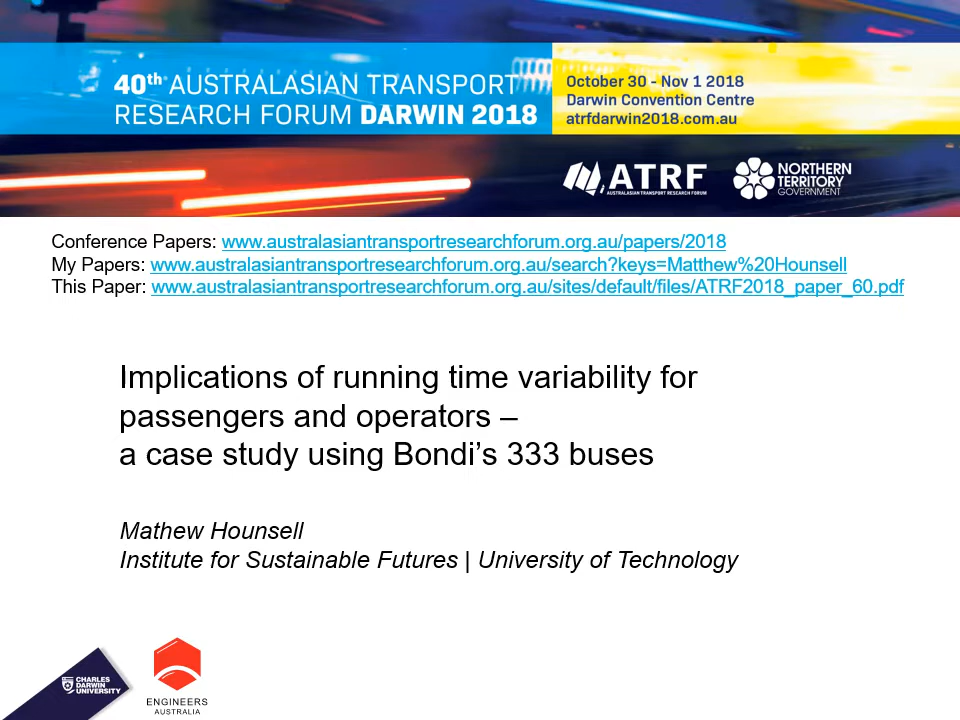 40th AUSTRALASIAN TRANSPORT
RESEARCH FORUM DARWIN 2018
October 30 - Nov 1 2018
Darwin Convention Centre
atrfdarwin2018.com.au
ATRF
AUSTRALASIAN TRANSPORT RESEARCH FORUM
NORTHERN
TERRITORY
GOVERNMENT
Conference Papers: www.australasiantransportresearchforum.org.au/papers/2018
My Papers: www.australasiantransportresearchforum.org.au/search?keys=Matthew%20Hounsell
This Paper: www.australasiantransportresearchforum.org.au/sites/default/files/ATRF2018_paper_60.pdf
Implications of running time variability for
passengers and operators –
a case study using Bondi’s 333 buses
Mathew Hounsell
Institute for Sustainable Futures | University of Technology
CHARLES
DARWIN
UNIVERSITY
ENGINEERS
AUSTRALIA